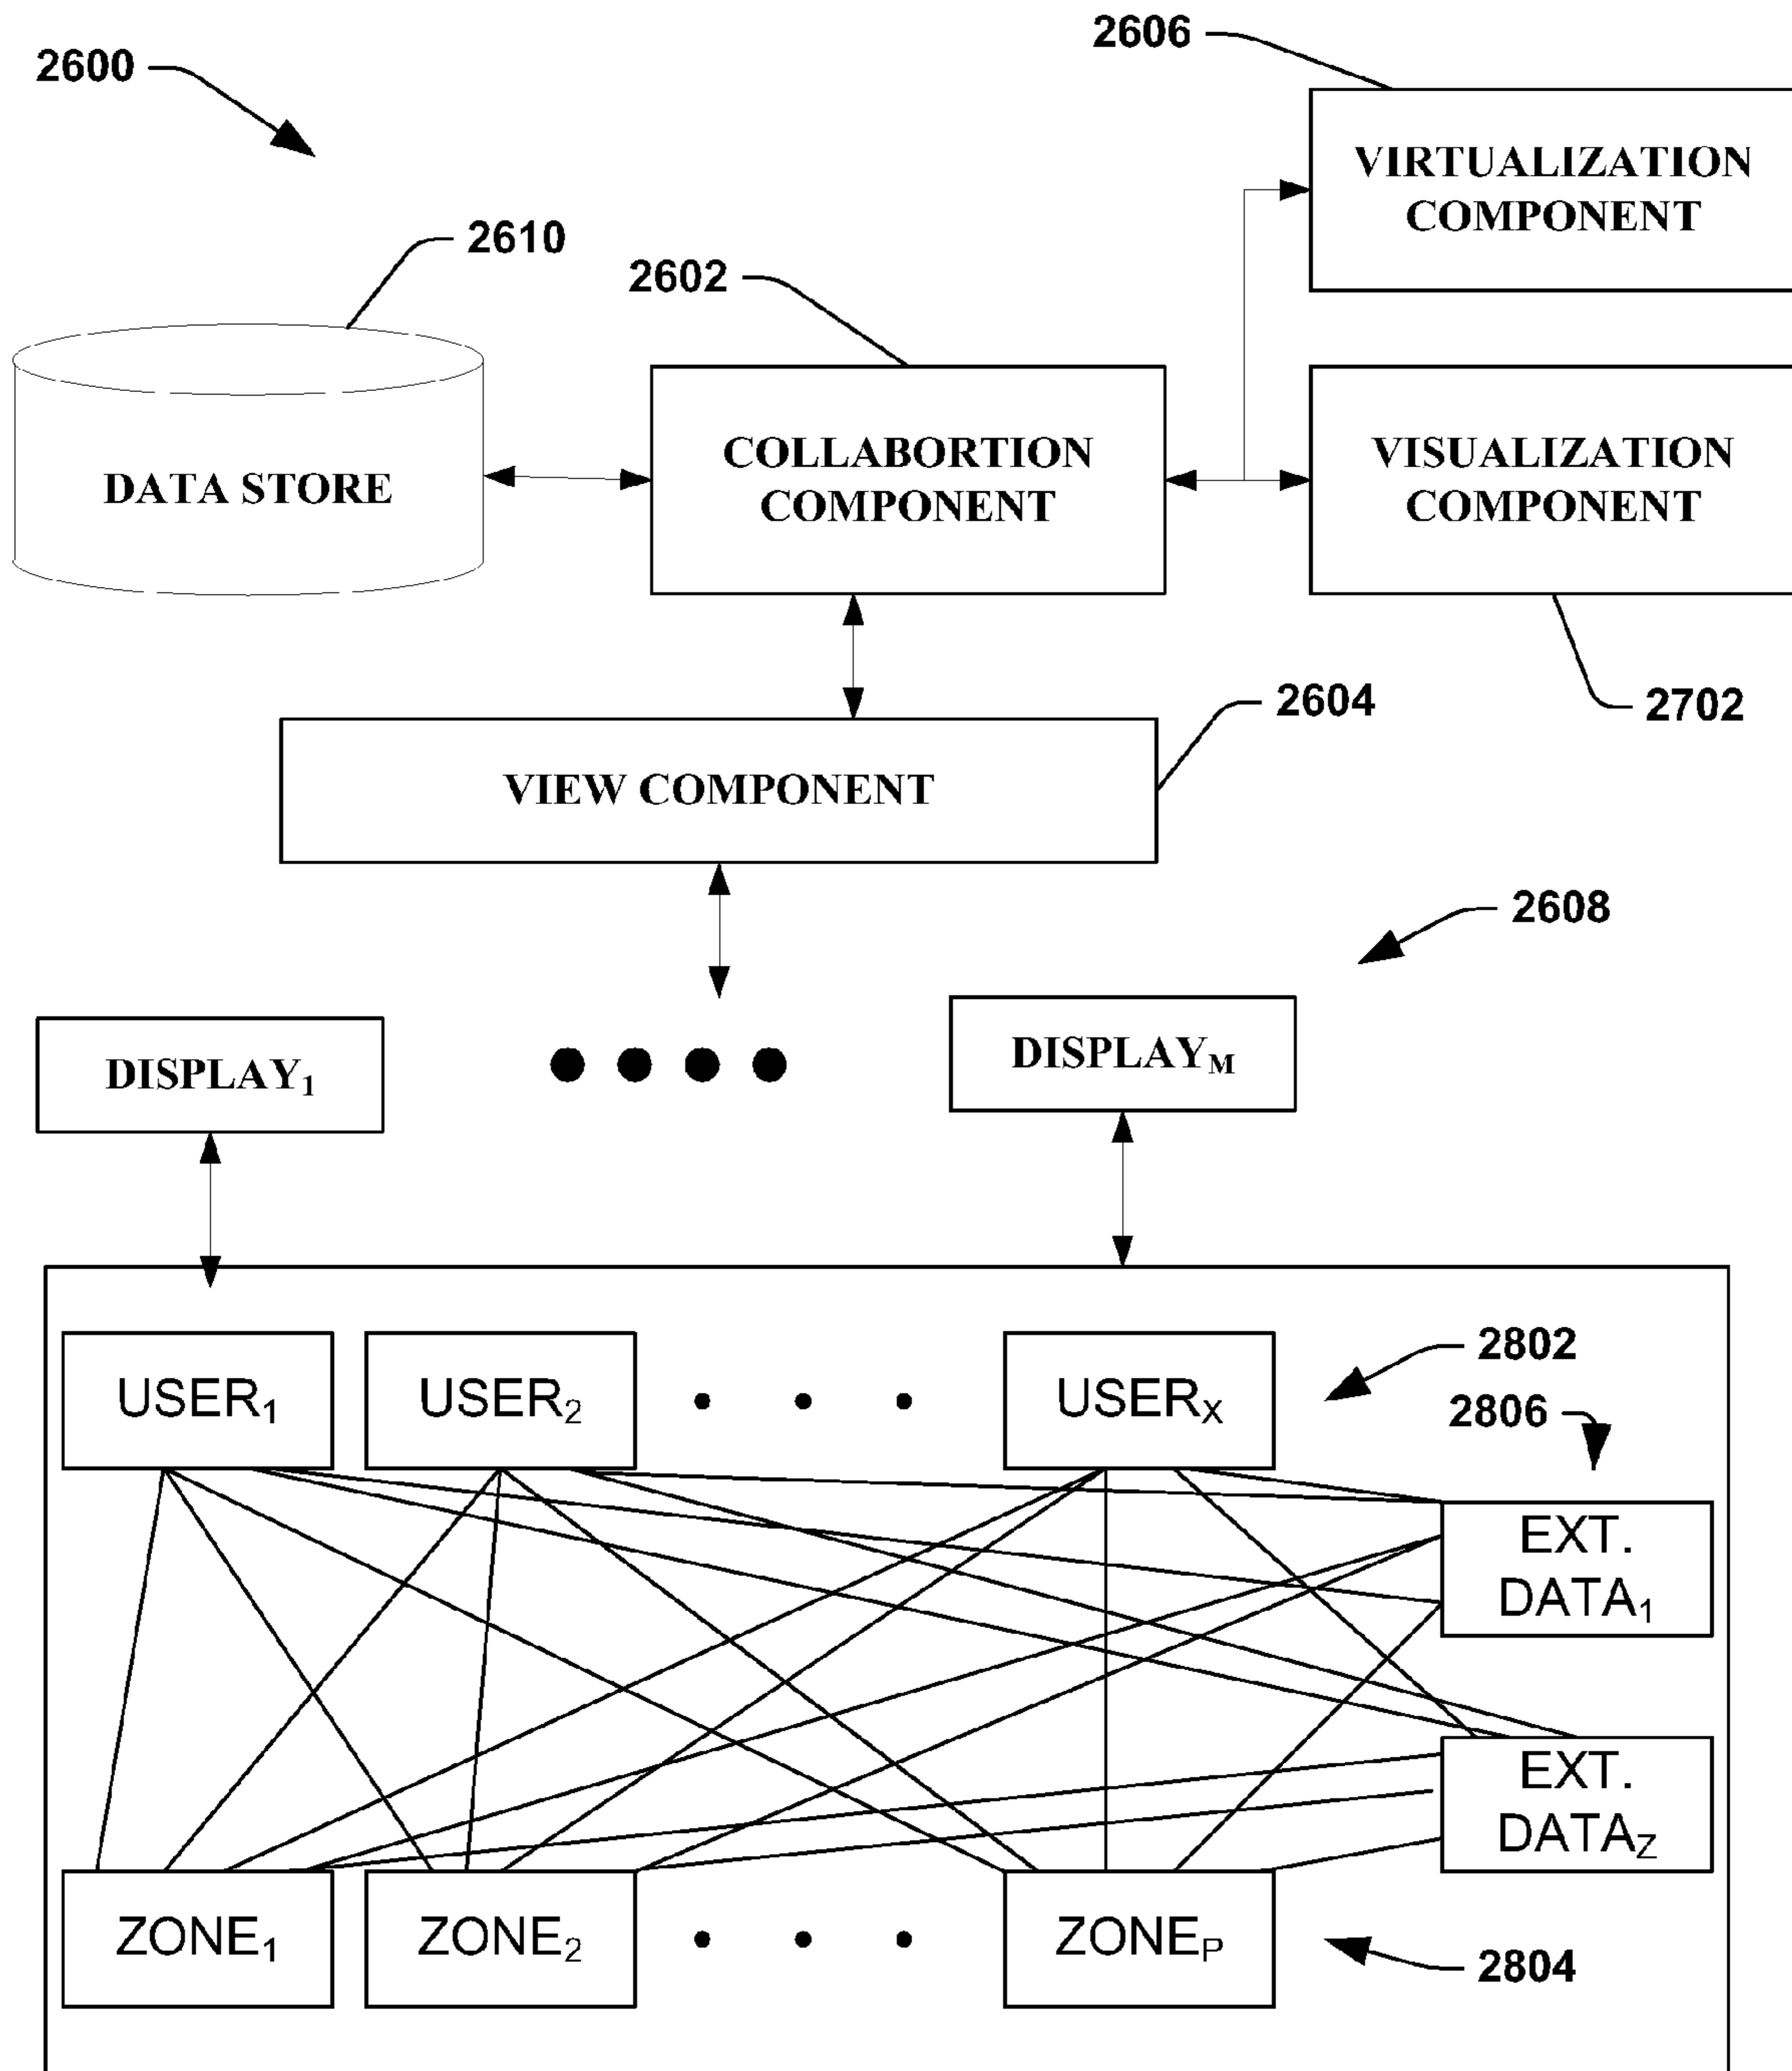 2606
2600
VIRTUALIZATION
COMPONENT
2610
2602
DATA STORE
COLLABORTION
COMPONENT
VISUALIZATION
COMPONENT
2604
2702
VIEW COMPONENT
2608
DISPLAY1
DISPLAYM
2802
2806
USER1
USER2
USERX
EXT.
DATA1
EXT.
DATAZ
ZONE1
ZONE2
ZONEP
2804